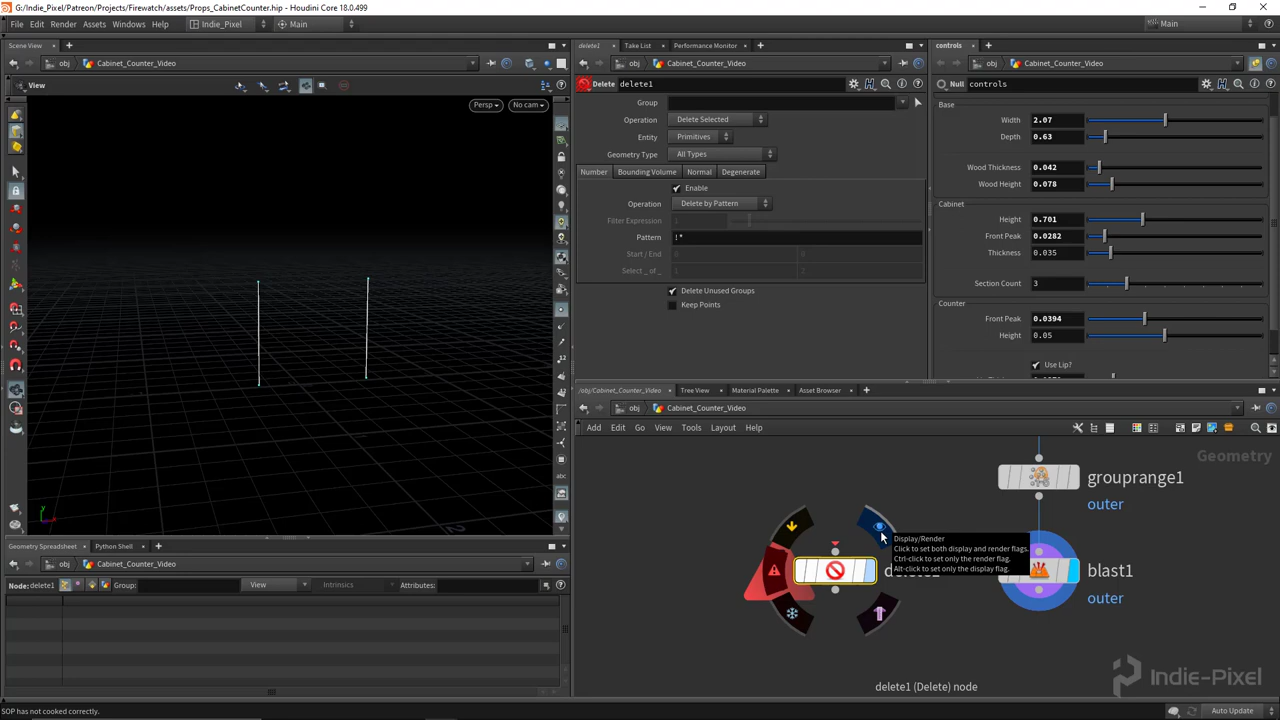 G:/Indie_Pixel/Patreon/Projects/Firewatch/assets/Props_CabinetCounter.hip - Houdini Core 18.0.499
File Edit Render Assets Windows Help Indie_Pixel Main Main
Scene View
obj Cabinet_Counter_Video
View
Persp No cam
delete1 Take List Performance Monitor
obj Cabinet_Counter_Video
Delete delete1
Group
Operation Delete Selected
Entity Primitives
Geometry Type All Types
Number Bounding Volume Normal Degenerate
Enable
Operation Delete by Pattern
Filter Expression 1
Pattern !*
Start / End 0 0
Select _ of _ 1 2
Delete Unused Groups
Keep Points
controls
obj Cabinet_Counter_Video
Null controls
Base
Width 2.07
Depth 0.63
Wood Thickness 0.042
Wood Height 0.078
Cabinet
Height 0.701
Front Peak 0.0282
Thickness 0.035
Section Count 3
Counter
Front Peak 0.0394
Height 0.05
Use Lip?
/obj/Cabinet_Counter_Video Tree View Material Palette Asset Browser
obj Cabinet_Counter_Video
Add Edit Go View Tools Layout Help
Geometry
grouprange1
outer
Display/Render
Click to set both display and render flags.
Ctrl-click to set only the render flag.
Alt-click to set only the display flag.
blast1
outer
delete1 (Delete) node
Indie-Pixel
Geometry Spreadsheet Python Shell
obj Cabinet_Counter_Video
Node: delete1 Group: View Intrinsics Attributes:
SOP has not cooked correctly.
Auto Update